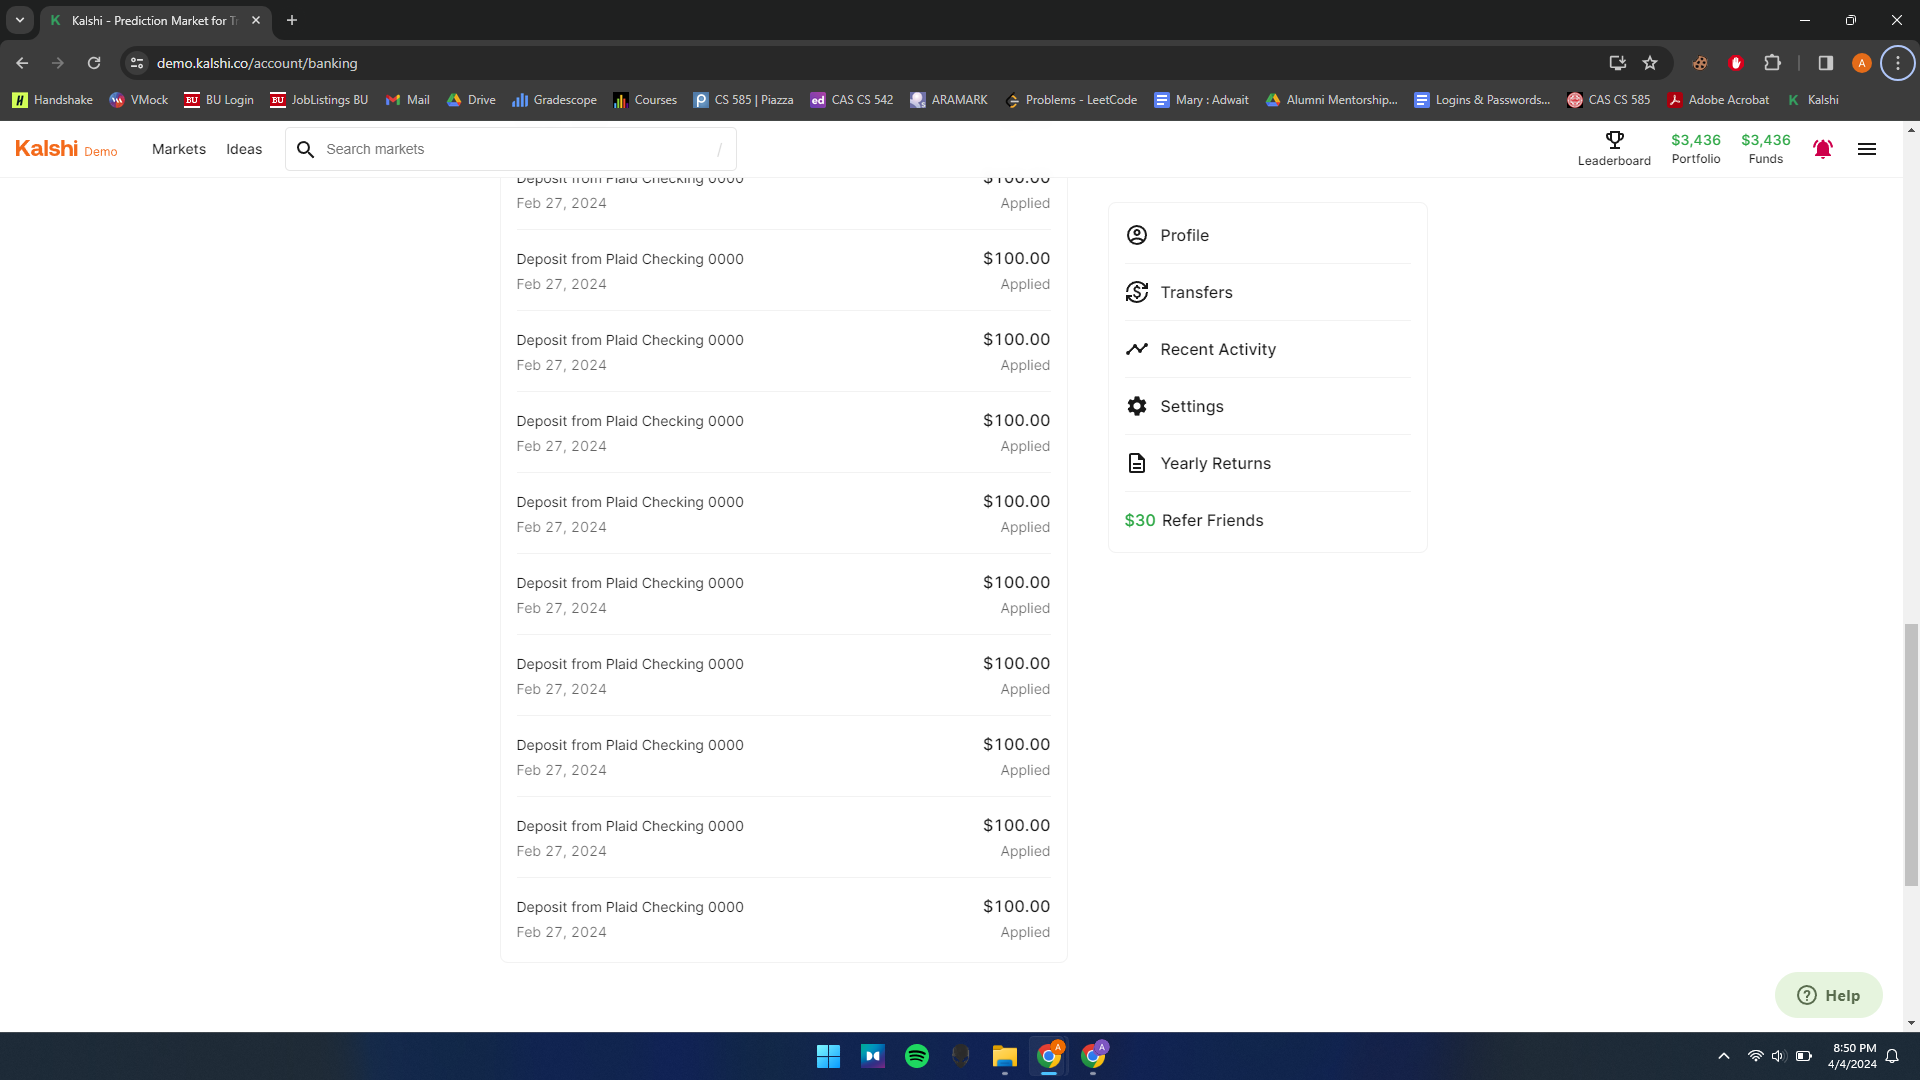 Kalshi - Prediction Market for Tr
demo.kalshi.co/account/banking
A
Handshake
VMock
BU Login
JobListings BU
Mail
Drive
Gradescope
Courses
CS 585 | Piazza
CAS CS 542
ARAMARK
Problems - LeetCode
Mary : Adwait
Alumni Mentorship...
Logins & Passwords...
CAS CS 585
Adobe Acrobat
Kalshi
Kalshi Demo
Markets
Ideas
Search markets
/
Leaderboard
$3,436
Portfolio
$3,436
Funds
Deposit from Plaid Checking 0000 $100.00
Feb 27, 2024 Applied
Deposit from Plaid Checking 0000 $100.00
Feb 27, 2024 Applied
Deposit from Plaid Checking 0000 $100.00
Feb 27, 2024 Applied
Deposit from Plaid Checking 0000 $100.00
Feb 27, 2024 Applied
Deposit from Plaid Checking 0000 $100.00
Feb 27, 2024 Applied
Deposit from Plaid Checking 0000 $100.00
Feb 27, 2024 Applied
Deposit from Plaid Checking 0000 $100.00
Feb 27, 2024 Applied
Deposit from Plaid Checking 0000 $100.00
Feb 27, 2024 Applied
Deposit from Plaid Checking 0000 $100.00
Feb 27, 2024 Applied
Deposit from Plaid Checking 0000 $100.00
Feb 27, 2024 Applied
Profile
Transfers
Recent Activity
Settings
Yearly Returns
$30 Refer Friends
Help
8:50 PM
4/4/2024